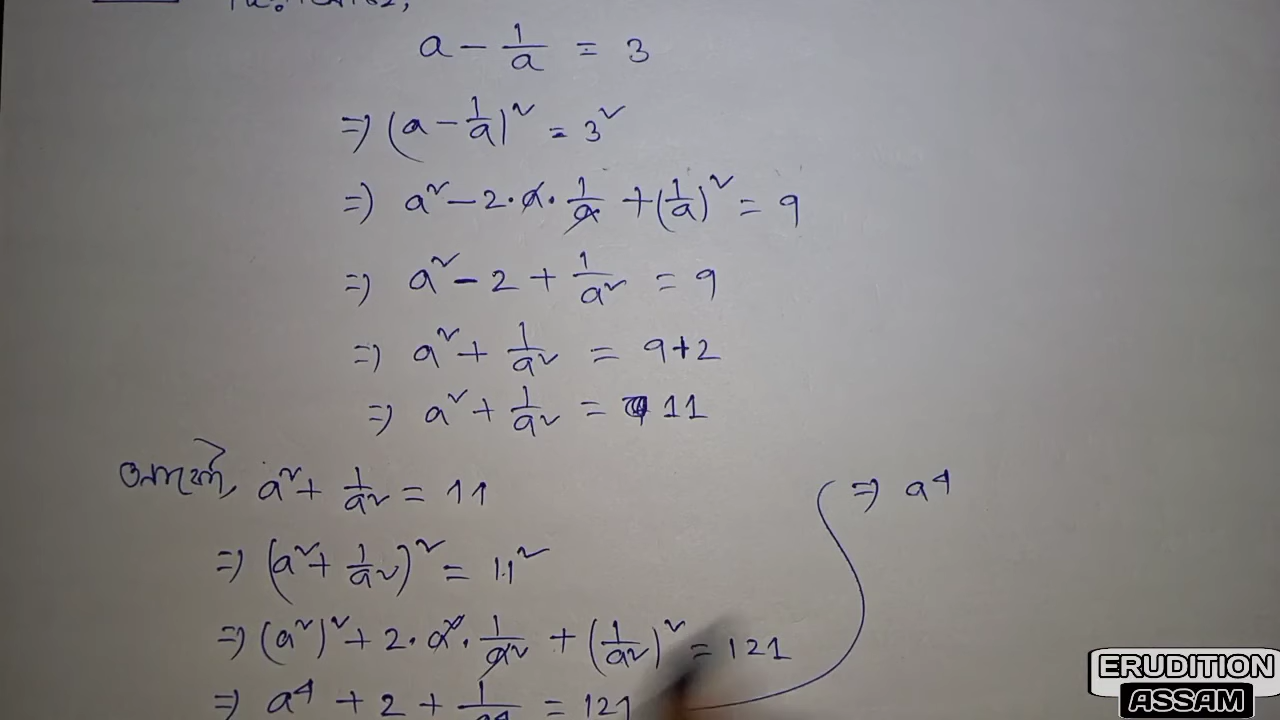 a - 1/a = 3
⇒ (a - 1/a)² = 3²
⇒ a² - 2·a·1/a + (1/a)² = 9
⇒ a² - 2 + 1/a² = 9
⇒ a² + 1/a² = 9+2
⇒ a² + 1/a² = 11
আকৌ, a² + 1/a² = 11
⇒ (a² + 1/a²)² = 11²
⇒ (a²)² + 2·a²·1/a² + (1/a²)² = 121
⇒ a⁴ + 2 + 1/a⁴ = 121
⇒ a⁴
ERUDITION
ASSAM